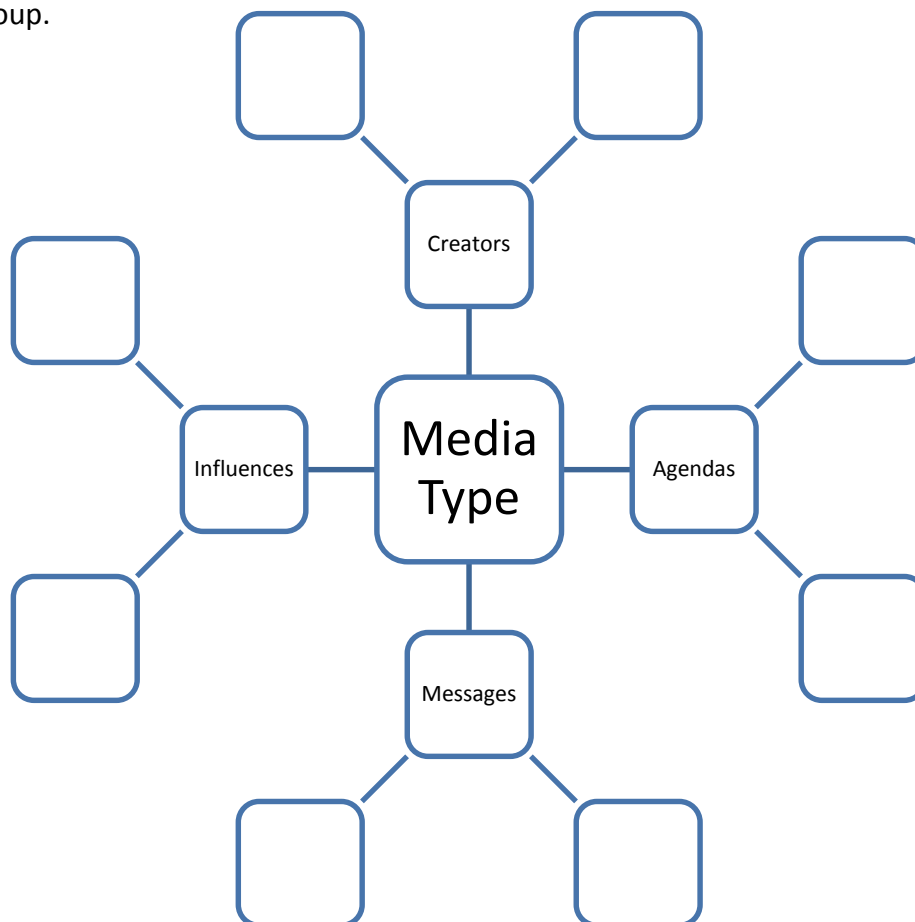 oup.
Creators
Influences
Media
Type
Agendas
Messages